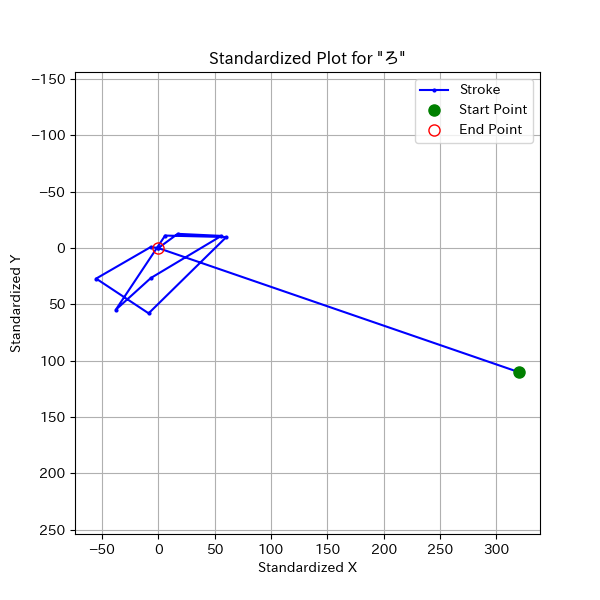 Standardized Plot for "ろ"
Stroke
Start Point
End Point
−150
−100
−50
0
50
100
150
200
250
Standardized Y
−50
0
50
100
150
200
250
300
Standardized X